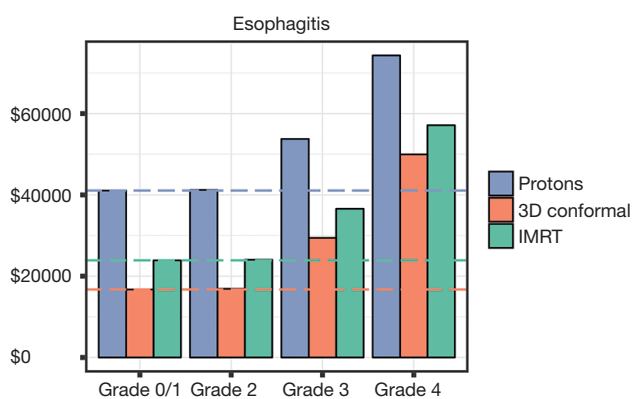 Esophagitis
$60000
$40000
$20000
$0
Grade 0/1 Grade 2 Grade 3 Grade 4
Protons
3D conformal
IMRT